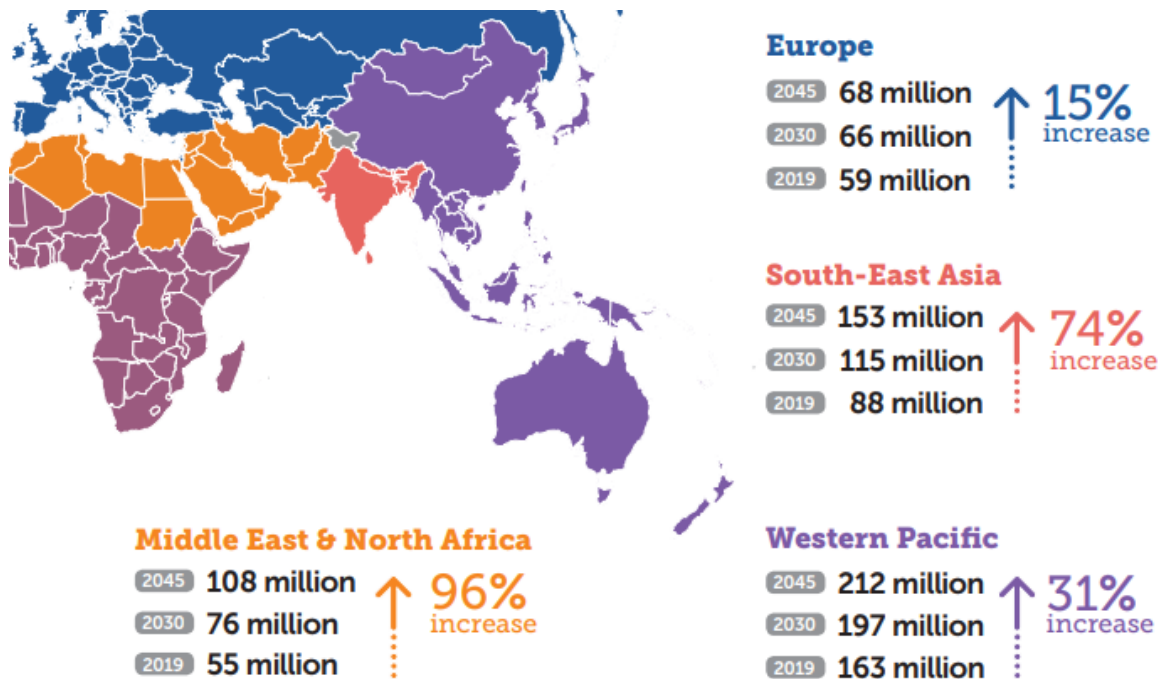 Europe
2045 68 million
2030 66 million
2019 59 million
15%
increase
South-East Asia
2045 153 million
2030 115 million
2019 88 million
74%
increase
Middle East & North Africa
2045 108 million
2030 76 million
2019 55 million
96%
increase
Western Pacific
2045 212 million
2030 197 million
2019 163 million
31%
increase